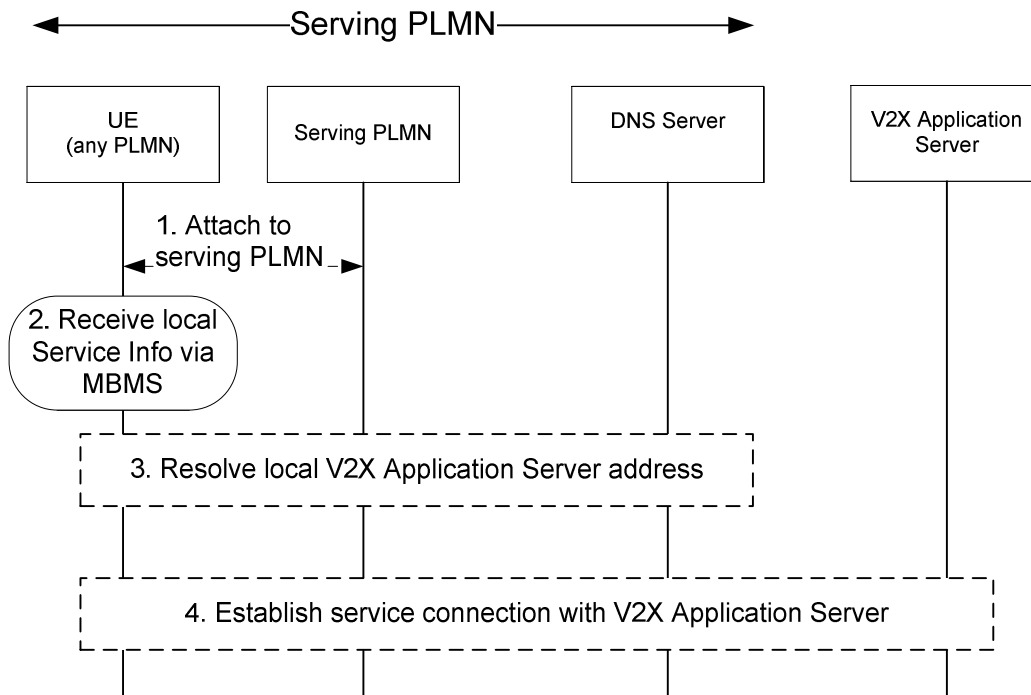 Serving PLMN
UE
(any PLMN)
Serving PLMN
DNS Server
V2X Application
Server
1. Attach to
serving PLMN
2. Receive local
Service Info via
MBMS
3. Resolve local V2X Application Server address
4. Establish service connection with V2X Application Server